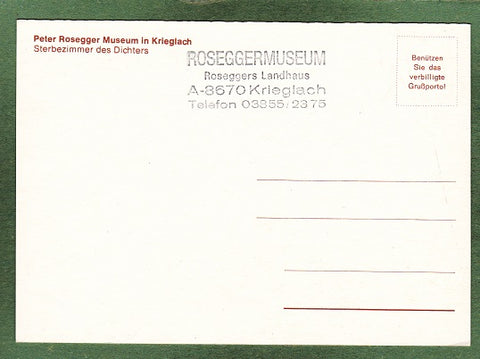 Peter Rosegger Museum in Krieglach
Sterbezimmer des Dichters
ROSEGGERMUSEUM
Roseggers Landhaus
A-8670 Krieglach
Telefon 03855/2375
Benützen
Sie das
verbilligte
Grußporto!